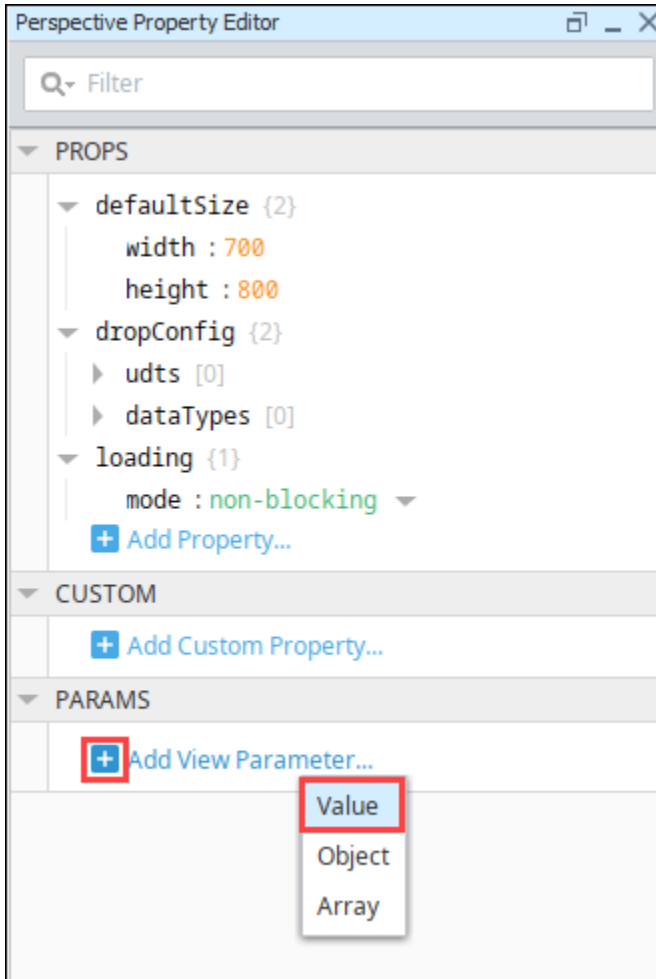 Perspective Property Editor
Filter
PROPS
defaultSize {2}
width : 700
height : 800
dropConfig {2}
udts [0]
dataTypes [0]
loading {1}
mode : non-blocking
Add Property...
CUSTOM
Add Custom Property...
PARAMS
Add View Parameter...
Value
Object
Array